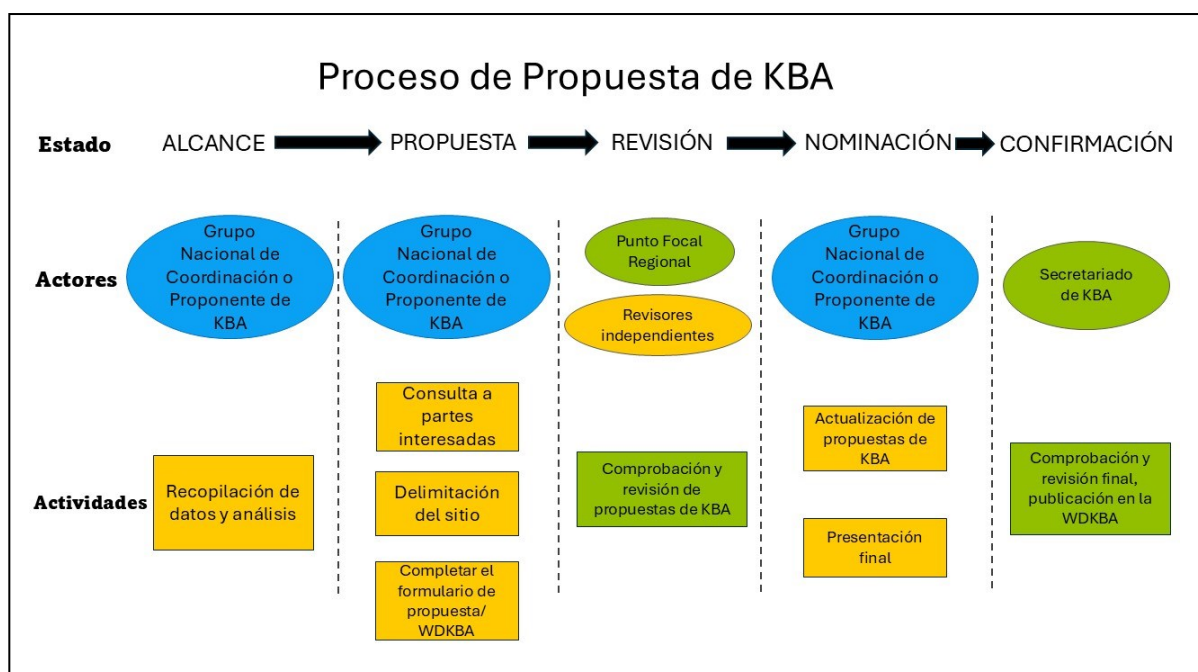 Proceso de Propuesta de KBA
Estado
ALCANCE
PROPUESTA
REVISIÓN
NOMINACIÓN
CONFIRMACIÓN
Actores
Grupo
Nacional de
Coordinación o
Proponente de
KBA
Grupo
Nacional de
Coordinación o
Proponente de
KBA
Punto Focal
Regional
Revisores
independientes
Grupo
Nacional de
Coordinación o
Proponente de
KBA
Secretariado
de KBA
Actividades
Recopilación de
datos y análisis
Consulta a
partes
interesadas
Delimitación
del sitio
Completar el
formulario de
propuesta/
WDKBA
Comprobación y
revisión de
propuestas de KBA
Actualización de
propuestas de
KBA
Presentación
final
Comprobación y
revisión final,
publicación en la
WDKBA